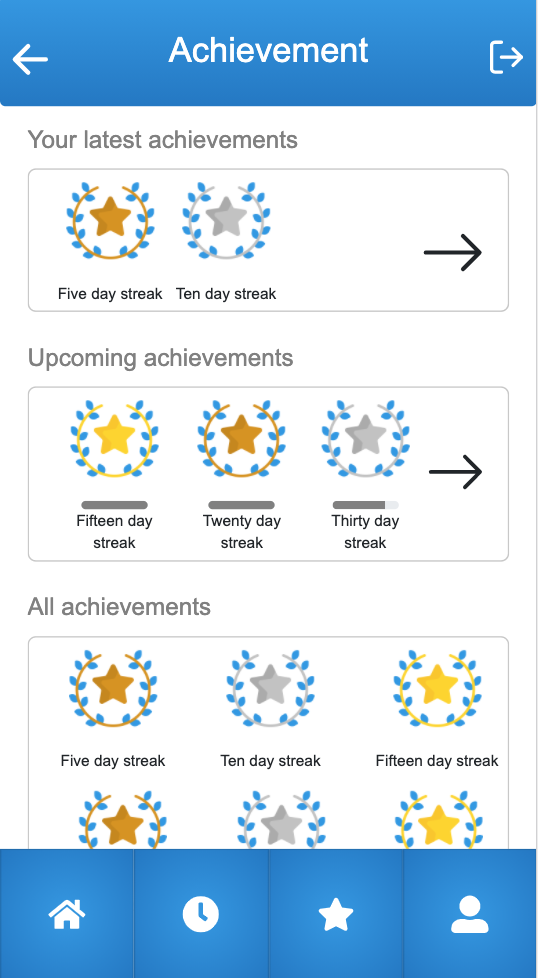 Achievement
Your latest achievements
Five day streak
Ten day streak
Upcoming achievements
Fifteen day
streak
Twenty day
streak
Thirty day
streak
All achievements
Five day streak
Ten day streak
Fifteen day streak